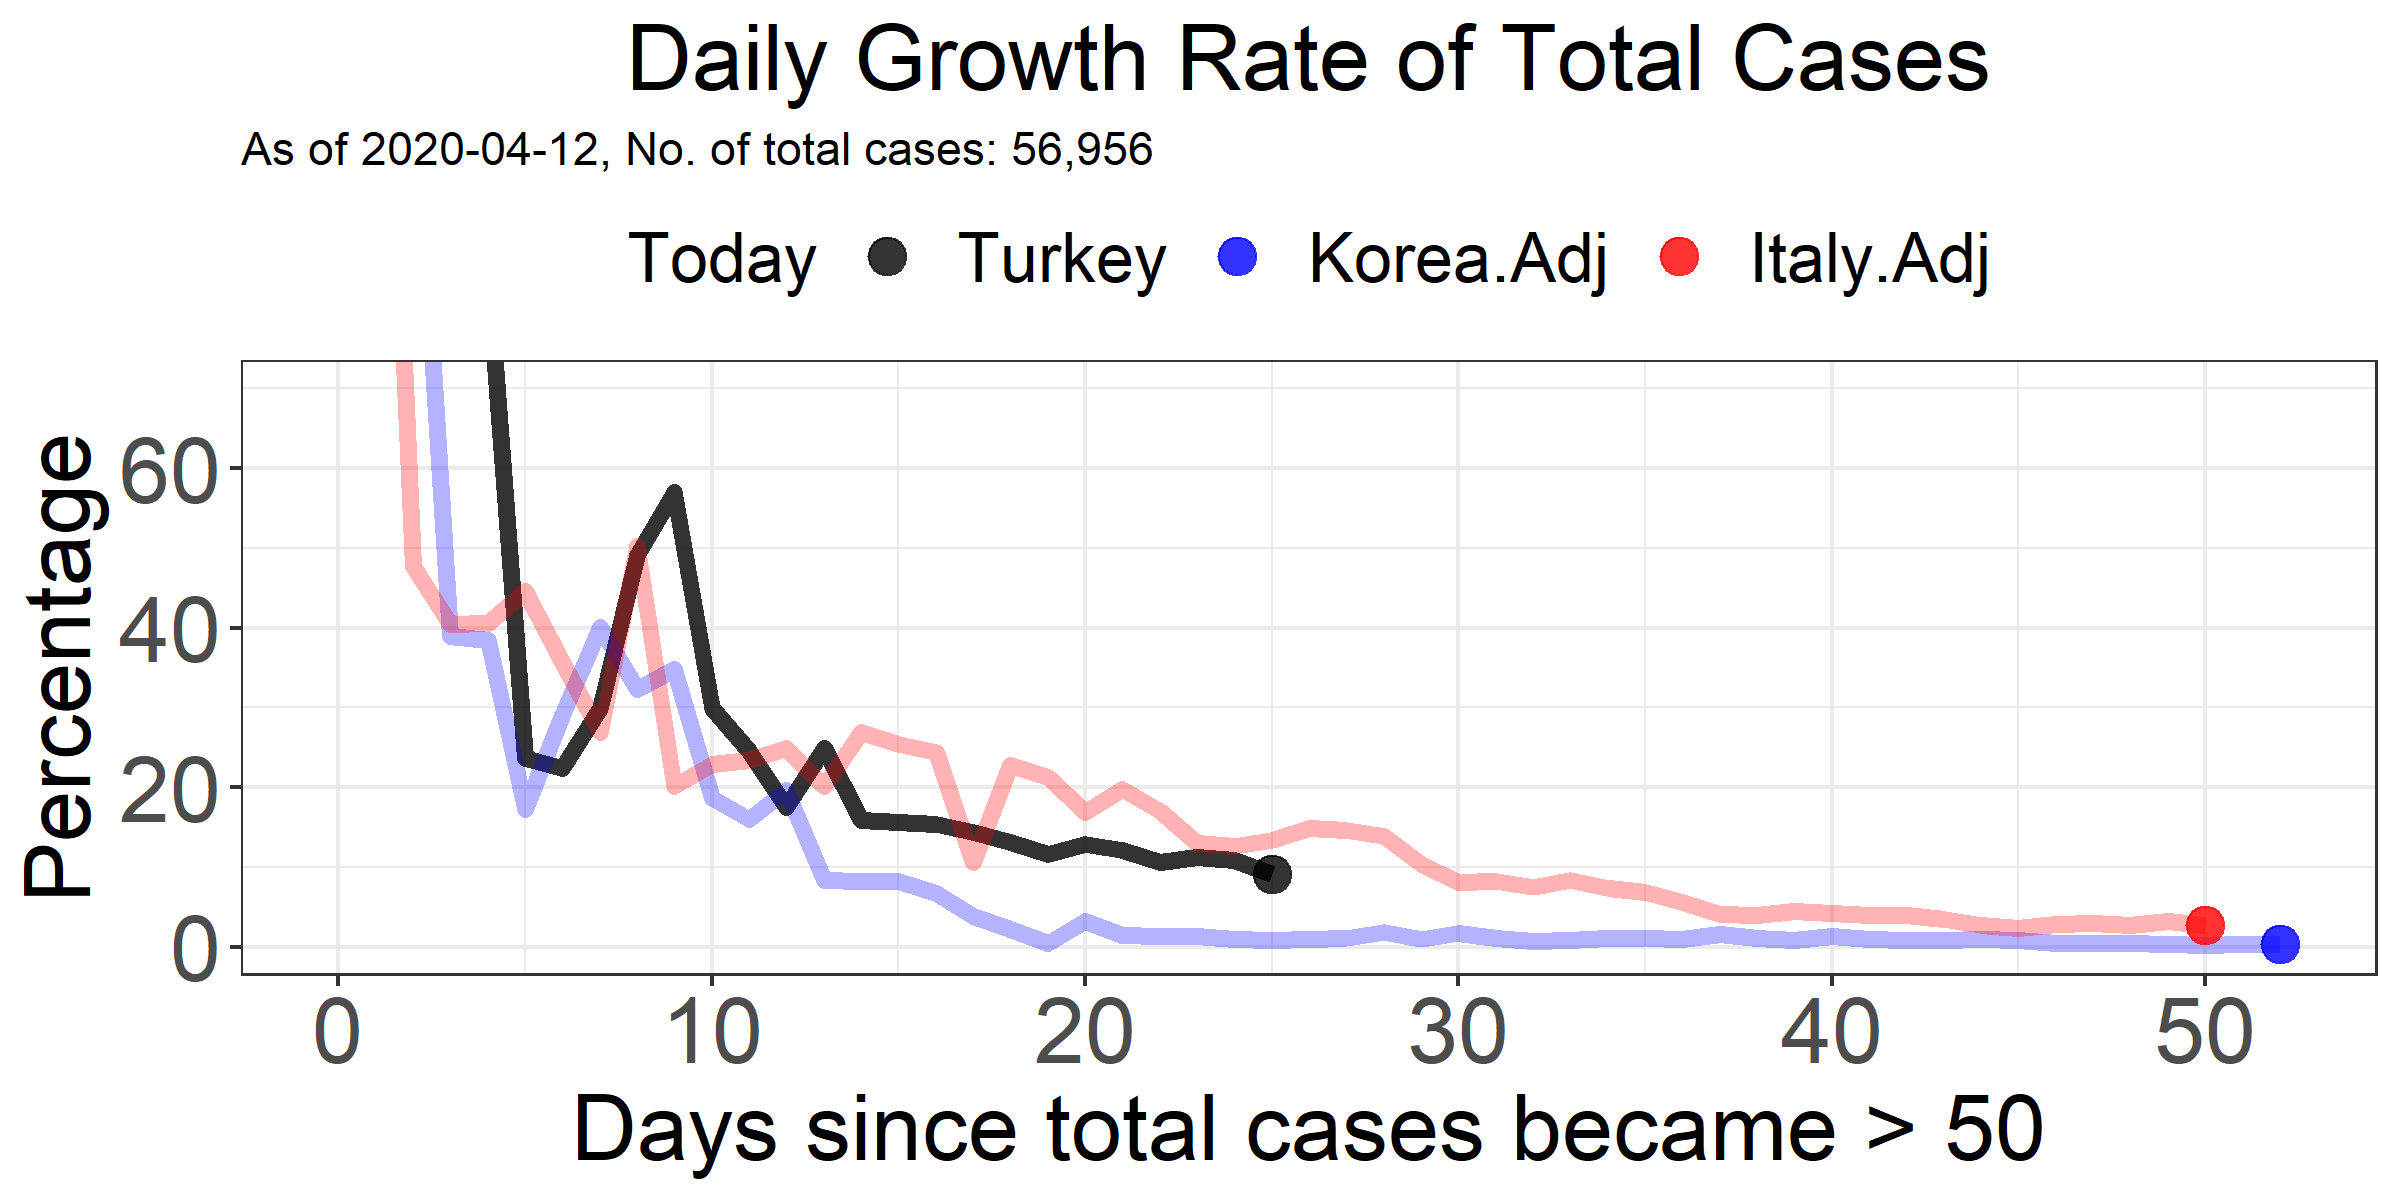 Daily Growth Rate of Total Cases
As of 2020-04-12, No. of total cases: 56,956
Today Turkey Korea.Adj Italy.Adj
Percentage
60
40
20
0
0 10 20 30 40 50
Days since total cases became > 50